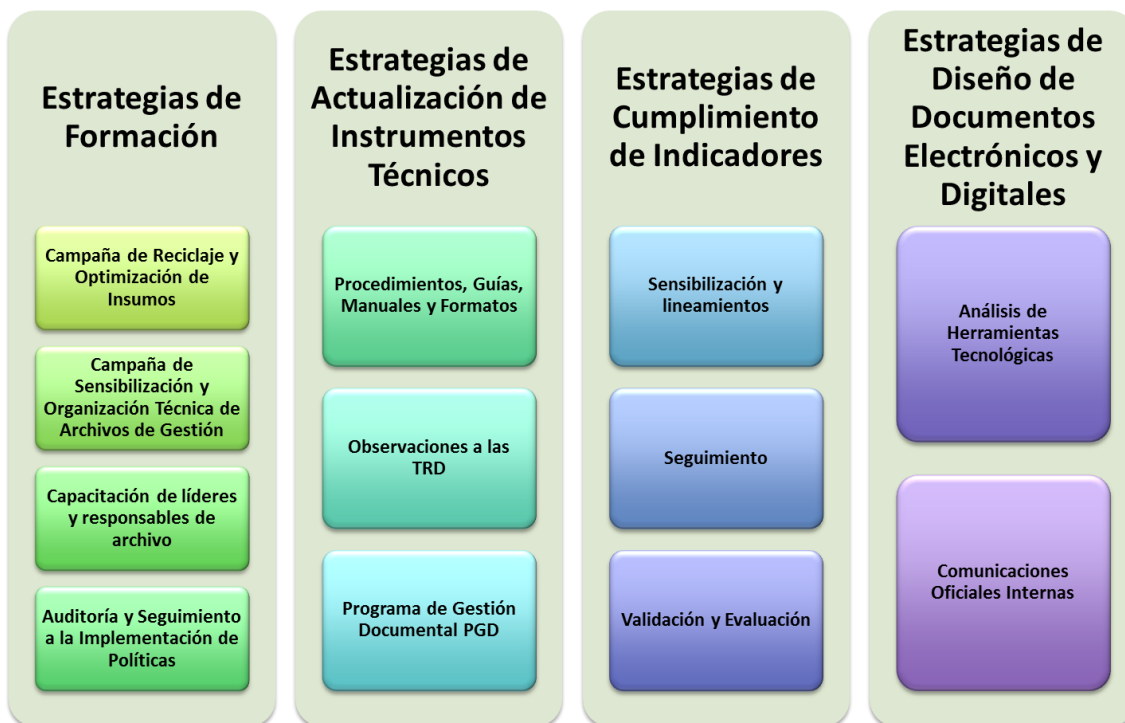 Estrategias de
Formación
Campaña de Reciclaje y
Optimización de
Insumos
Campaña de
Sensibilización y
Organización Técnica de
Archivos de Gestión
Capacitación de líderes
y responsables de
archivo
Auditoría y Seguimiento
a la Implementación de
Políticas
Estrategias de
Actualización de
Instrumentos
Técnicos
Procedimientos, Guías,
Manuales y Formatos
Observaciones a las
TRD
Programa de Gestión
Documental PGD
Estrategias de
Cumplimiento
de Indicadores
Sensibilización y
lineamientos
Seguimiento
Validación y Evaluación
Estrategias de
Diseño de
Documentos
Electrónicos y
Digitales
Análisis de
Herramientas
Tecnológicas
Comunicaciones
Oficiales Internas